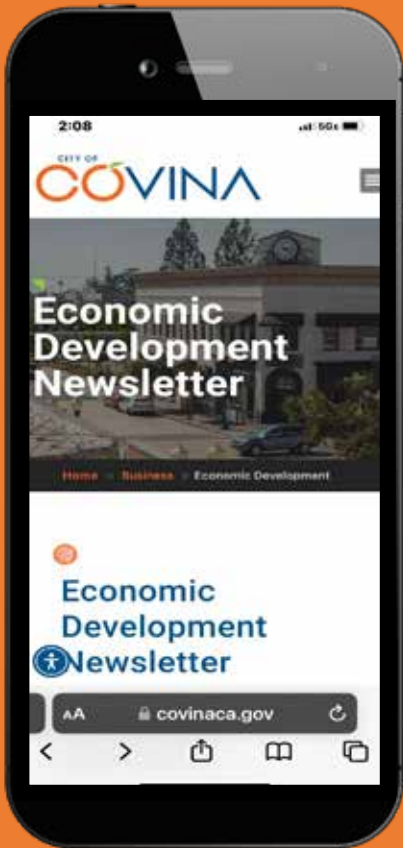 2:08
5G
CITY OF
COVINA
Economic
Development
Newsletter
Home
Business
Economic Development
Economic
Development
Newsletter
AA
covinaca.gov